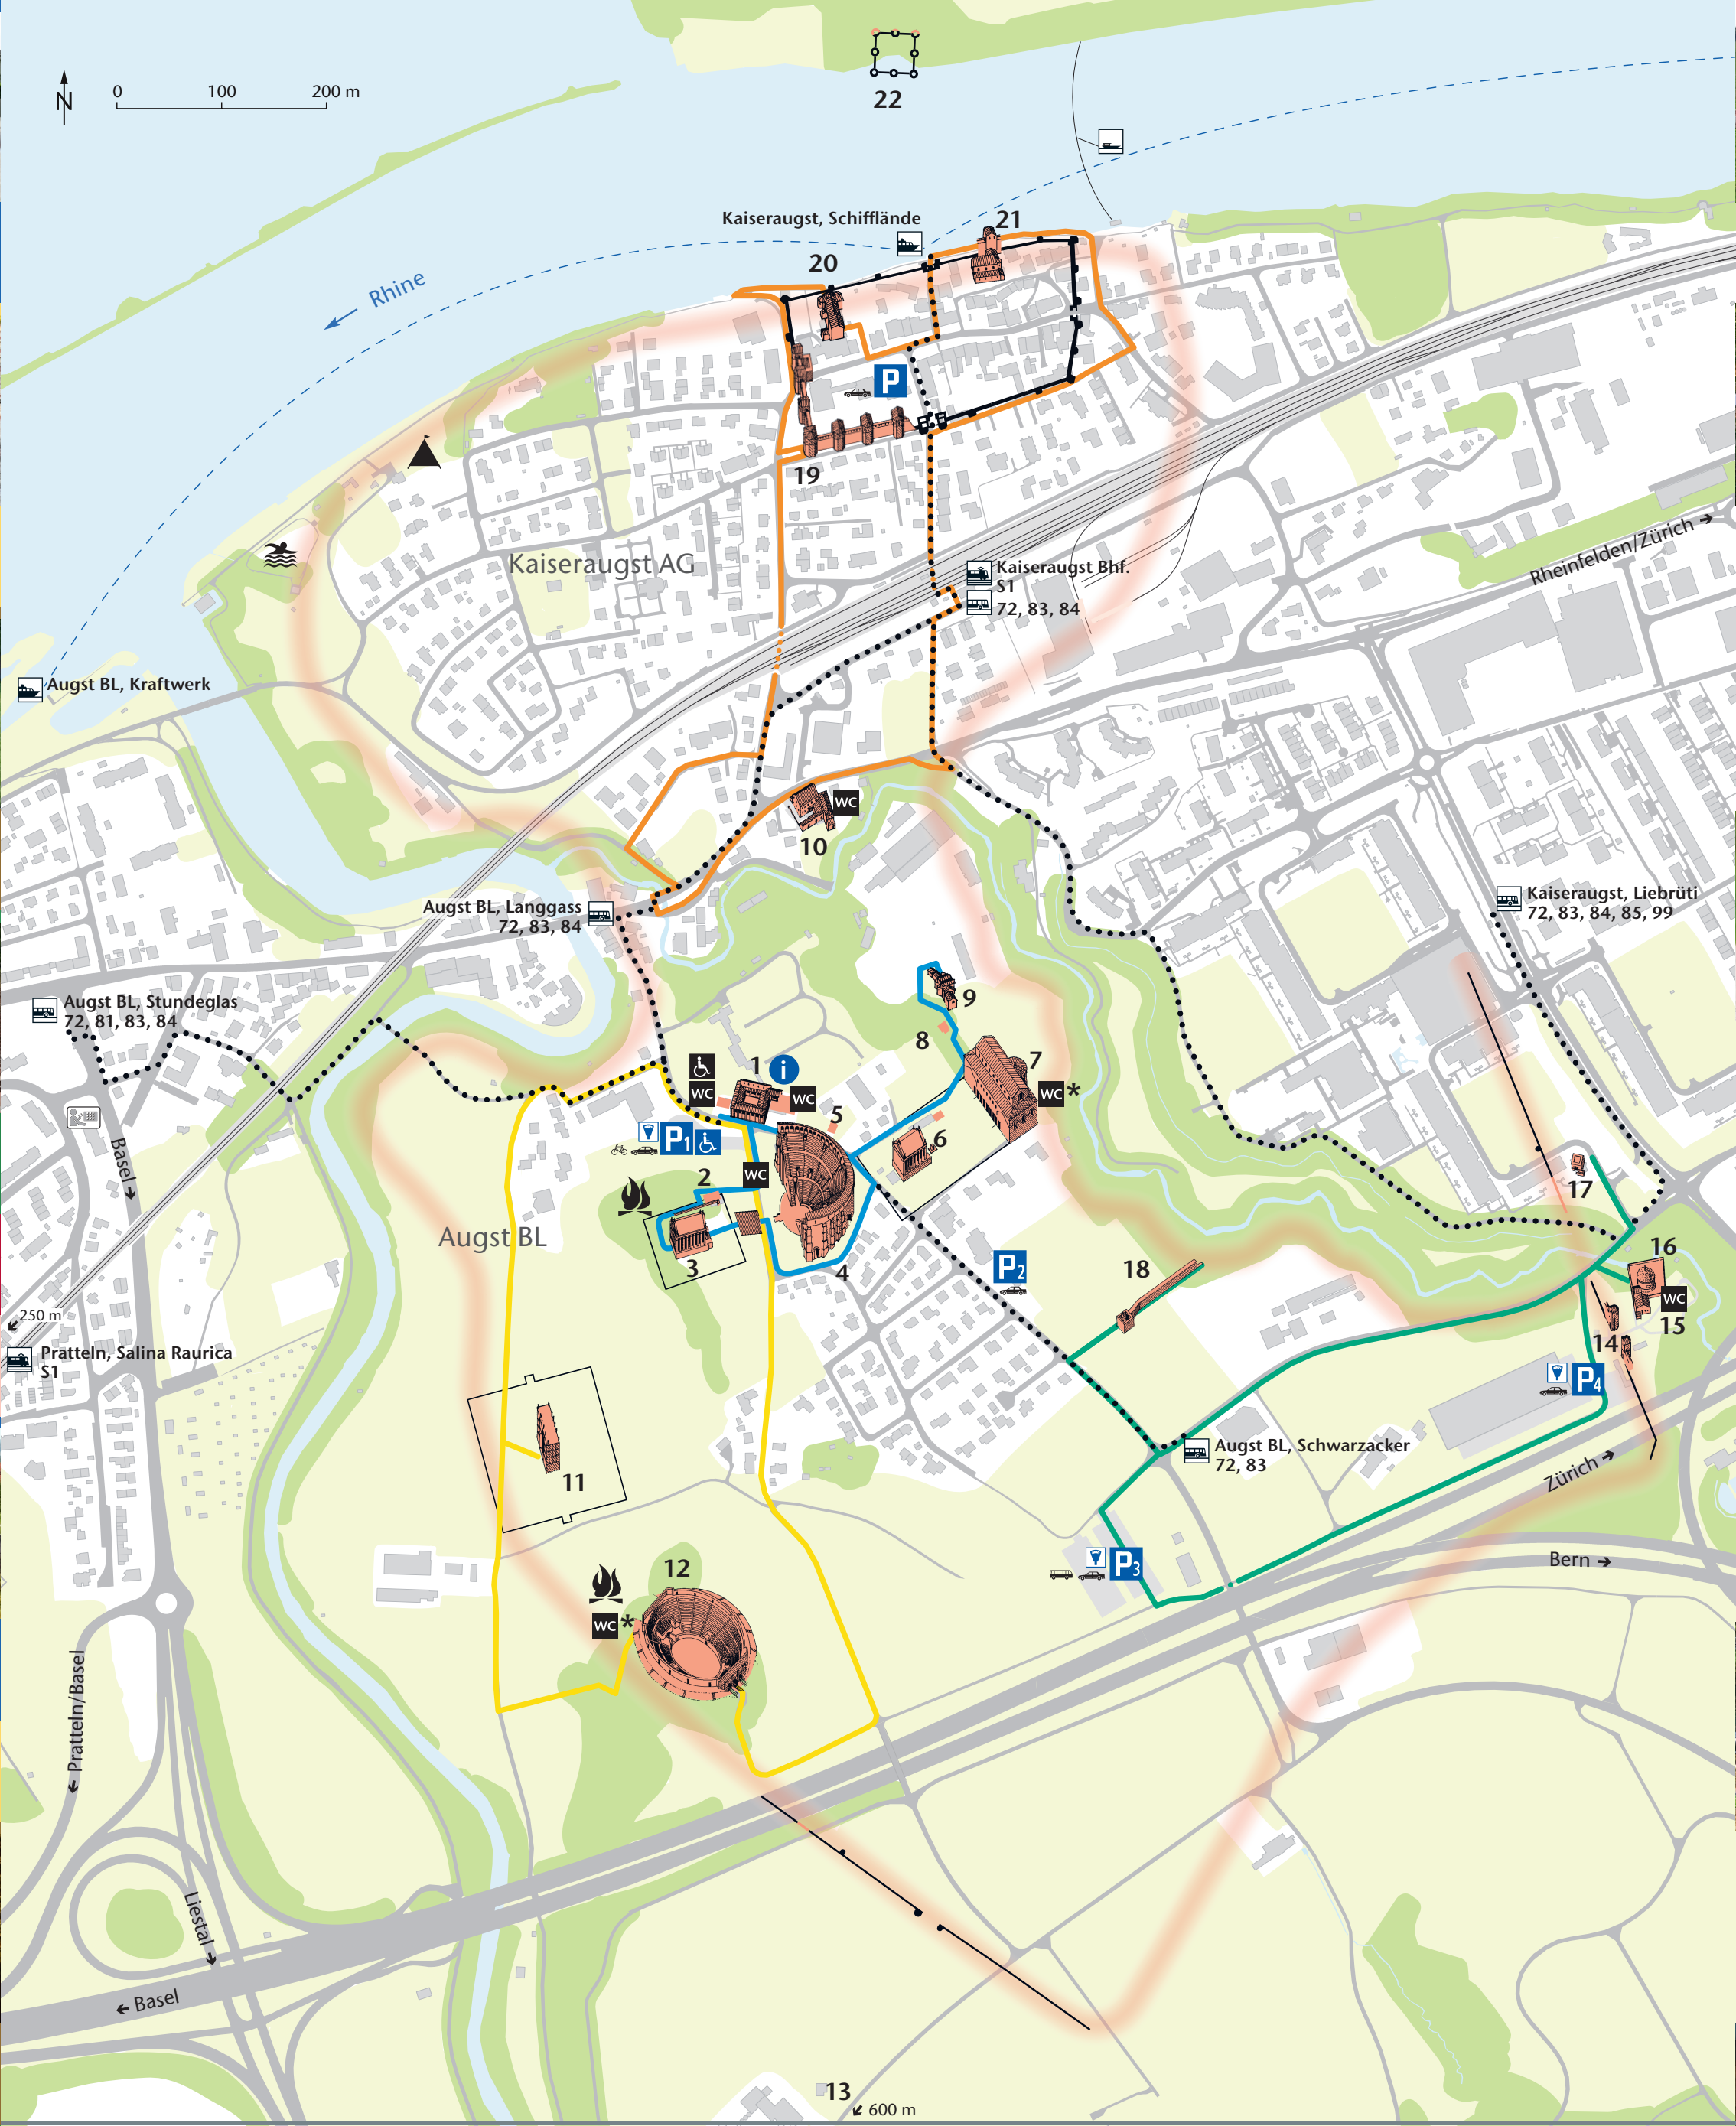 22
N
0 100 200 m
Kaiseraugst, Schifflände
21
20
Rhine
P
19
Kaiseraugst AG
Kaiseraugst Bhf.
S1
72, 83, 84
Rheinfelden/Zürich →
Augst BL, Kraftwerk
WC
10
Augst BL, Langgass
72, 83, 84
Kaiseraugst, Liebrüti
72, 83, 84, 85, 99
Augst BL, Stundeglas
72, 81, 83, 84
9
8
7
WC *
1
i
WC
WC
5
6
P1
Basel →
2
WC
3
4
Augst BL
P2
18
17
16
WC
15
14
P4
↙ 250 m
Pratteln, Salina Raurica
S1
11
Augst BL, Schwarzacker
72, 83
Zürich →
Bern →
P3
12
WC *
← Pratteln/Basel
Liestal →
← Basel
13
↙ 600 m